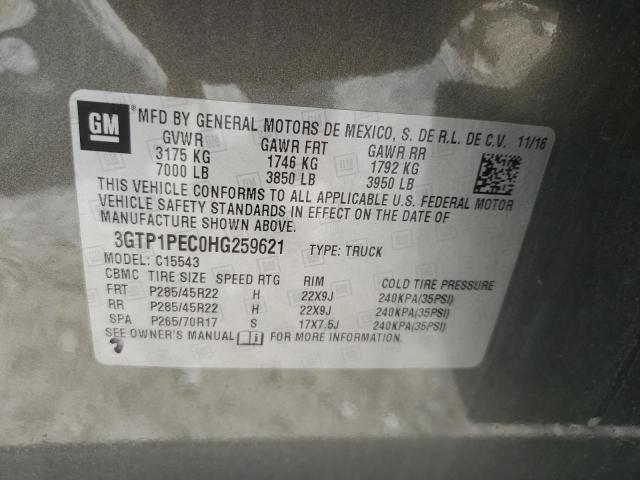 GM
® MFD BY GENERAL MOTORS DE MEXICO, S. DE R.L. DE C.V. 11/16
GVWR GAWR FRT GAWR RR
3175 KG 1746 KG 1792 KG
7000 LB 3850 LB 3950 LB
THIS VEHICLE CONFORMS TO ALL APPLICABLE U.S. FEDERAL MOTOR
VEHICLE SAFETY STANDARDS IN EFFECT ON THE DATE OF
MANUFACTURE SHOWN ABOVE.
3GTP1PEC0HG259621 TYPE: TRUCK
MODEL: C15543
CBMC TIRE SIZE SPEED RTG RIM COLD TIRE PRESSURE
FRT P285/45R22 H 22X9J 240KPA(35PSI)
RR P285/45R22 H 22X9J 240KPA(35PSI)
SPA P265/70R17 S 17X7.5J 240KPA(35PSI)
SEE OWNER'S MANUAL FOR MORE INFORMATION.